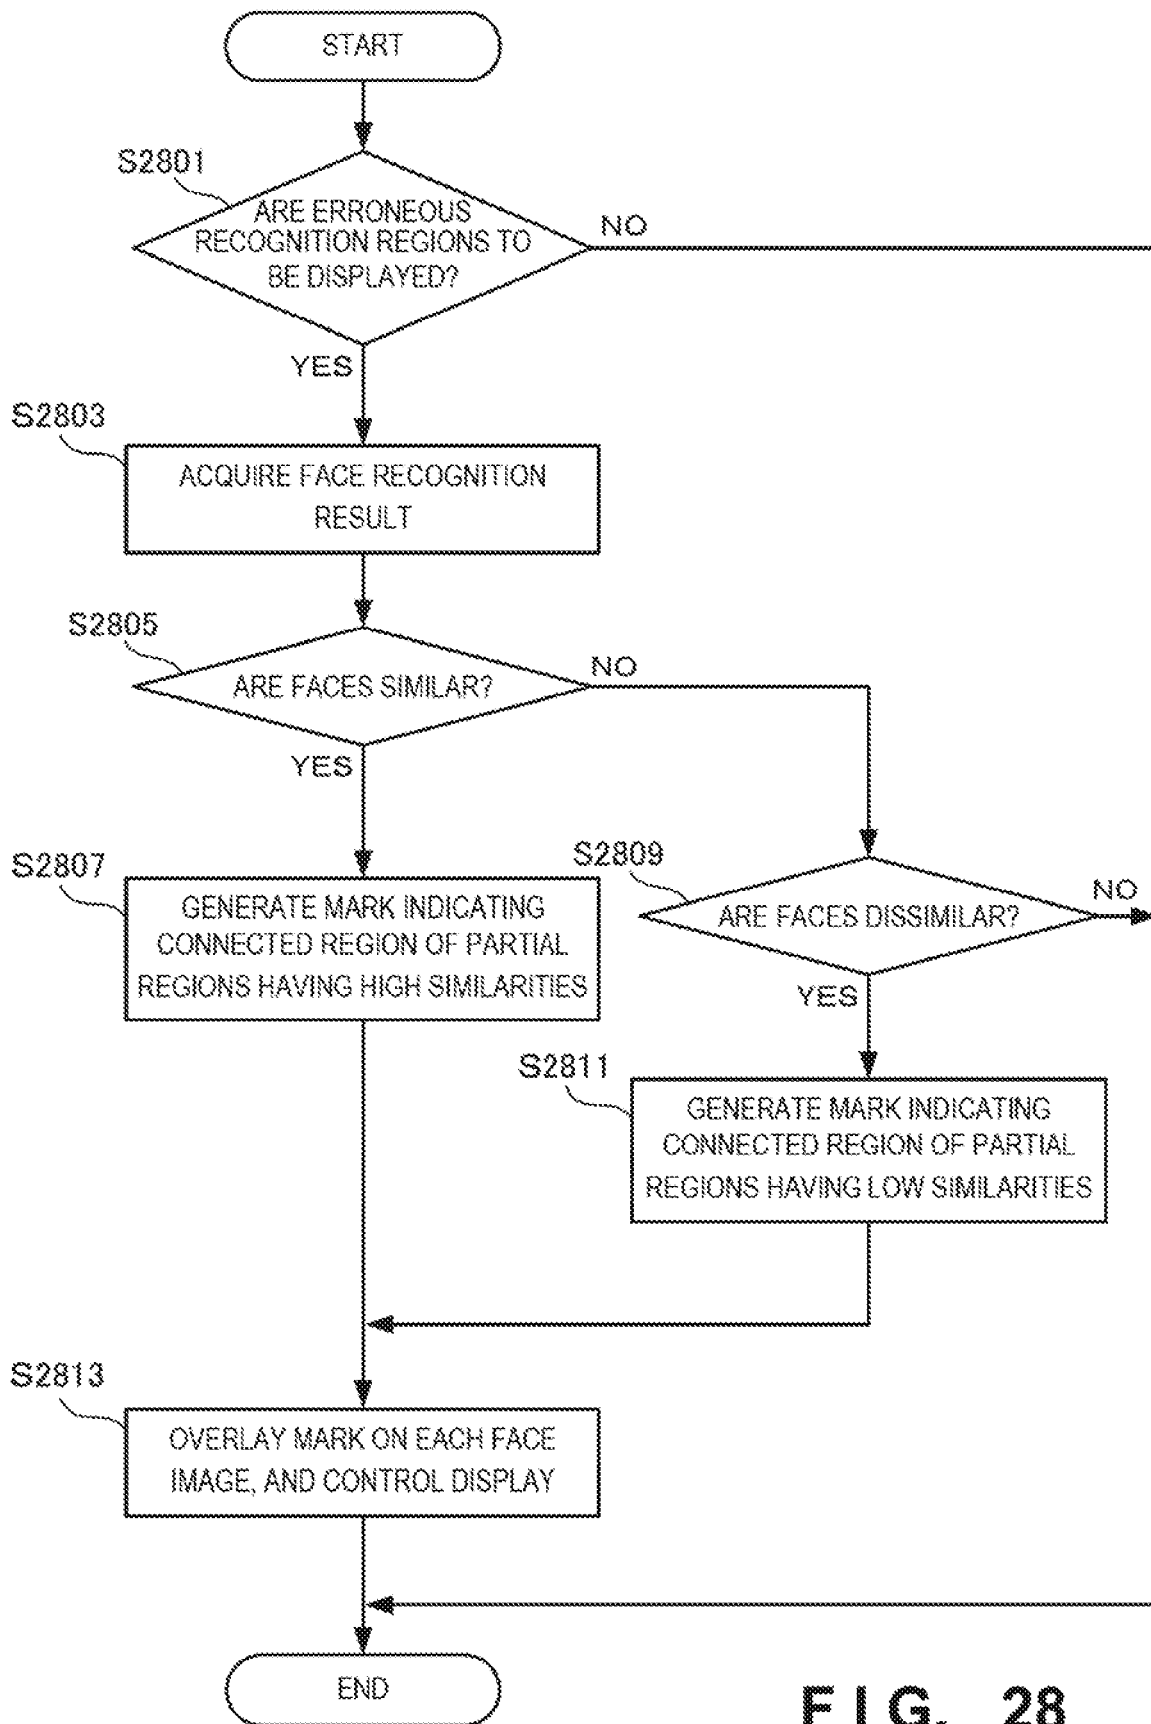 START
S2801
ARE ERRONEOUS
RECOGNITION REGIONS TO
BE DISPLAYED?
NO
YES
S2803
ACQUIRE FACE RECOGNITION
RESULT
S2805
ARE FACES SIMILAR?
NO
YES
S2807
GENERATE MARK INDICATING
CONNECTED REGION OF PARTIAL
REGIONS HAVING HIGH SIMILARITIES
S2809
ARE FACES DISSIMILAR?
NO
YES
S2811
GENERATE MARK INDICATING
CONNECTED REGION OF PARTIAL
REGIONS HAVING LOW SIMILARITIES
S2813
OVERLAY MARK ON EACH FACE
IMAGE, AND CONTROL DISPLAY
END
FIG. 28